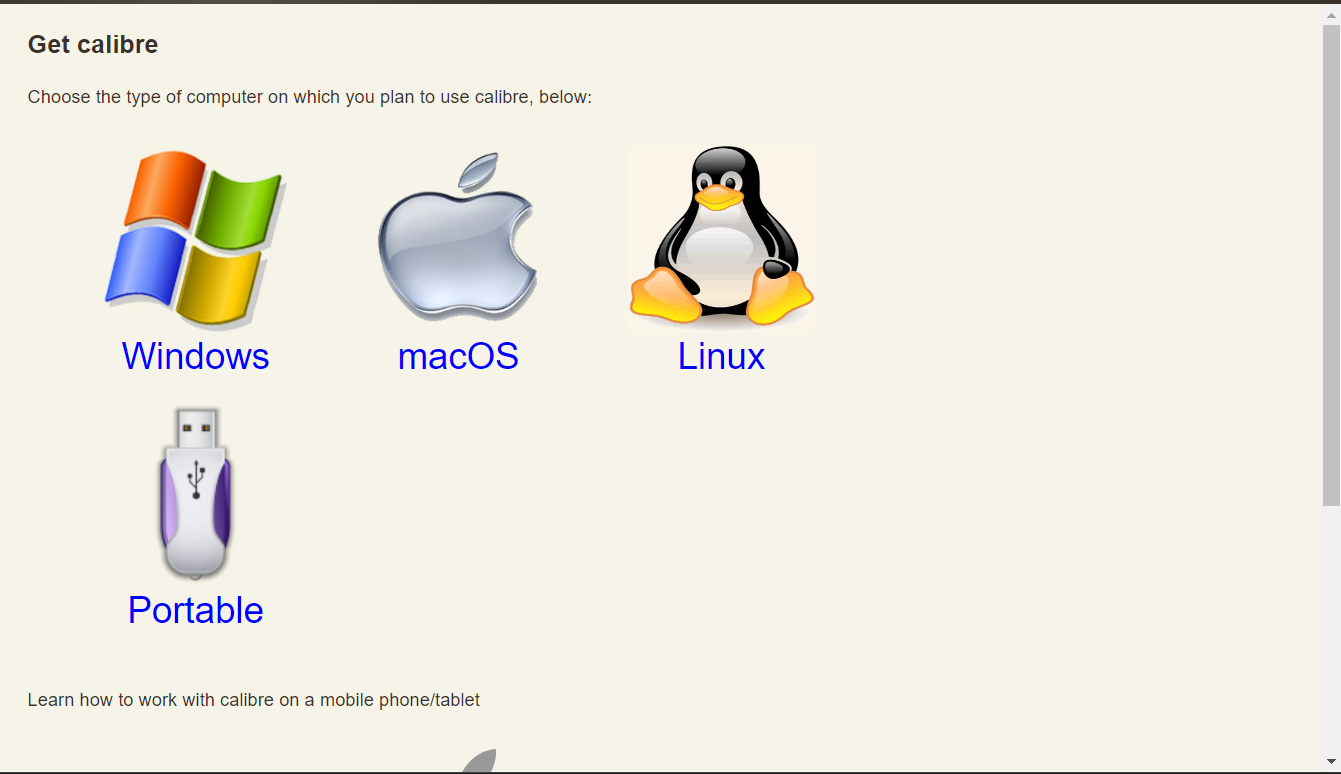 Get calibre
Choose the type of computer on which you plan to use calibre, below:
Windows
macOS
Linux
Portable
Learn how to work with calibre on a mobile phone/tablet